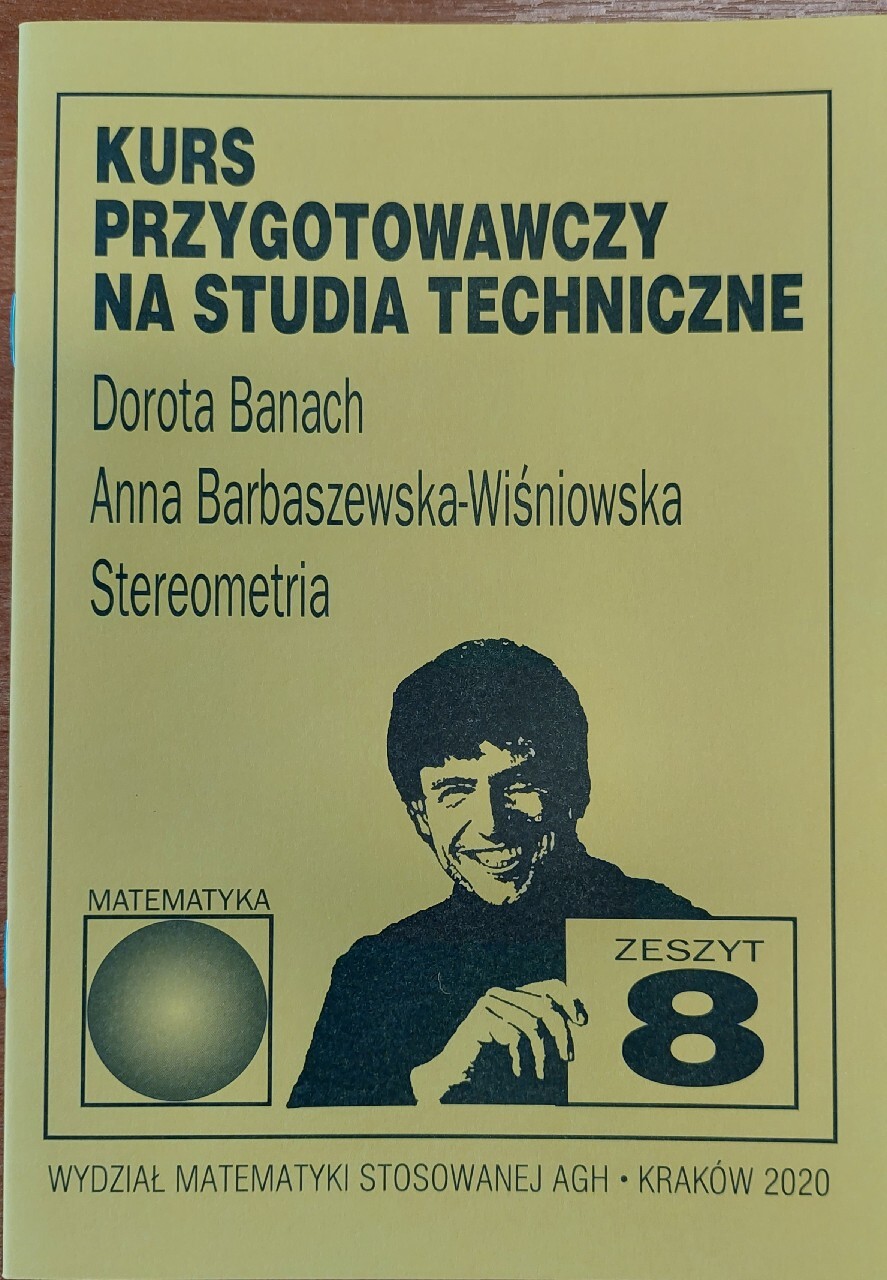 KURS
PRZYGOTOWAWCZY
NA STUDIA TECHNICZNE
Dorota Banach
Anna Barbaszewska-Wiśniowska
Stereometria
MATEMATYKA
ZESZYT
8
WYDZIAŁ MATEMATYKI STOSOWANEJ AGH • KRAKÓW 2020